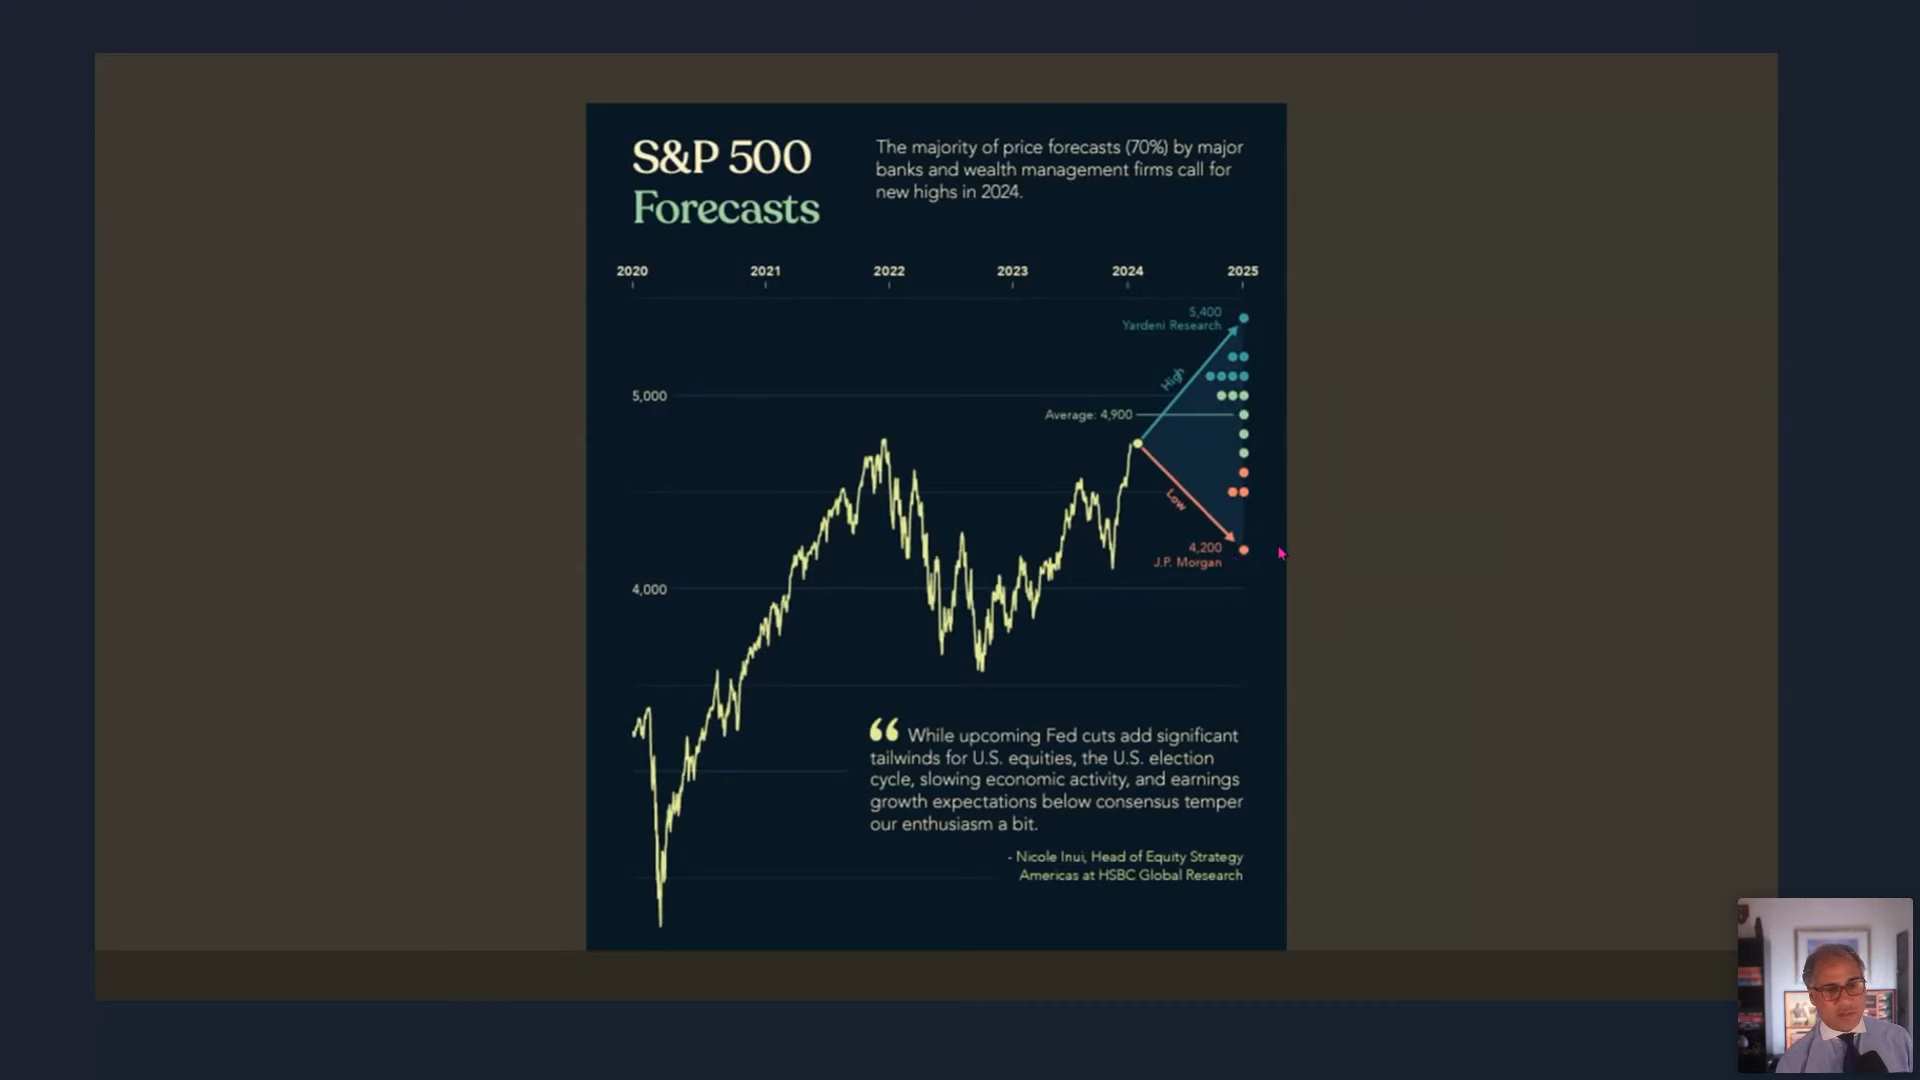 S&P 500
Forecasts
The majority of price forecasts (70%) by major
banks and wealth management firms call for
new highs in 2024.
2020 2021 2022 2023 2024 2025
5,400
Yardeni Research
High
5,000
Average: 4,900
Low
4,200
J.P. Morgan
4,000
“ While upcoming Fed cuts add significant
tailwinds for U.S. equities, the U.S. election
cycle, slowing economic activity, and earnings
growth expectations below consensus temper
our enthusiasm a bit.
- Nicole Inui, Head of Equity Strategy
Americas at HSBC Global Research